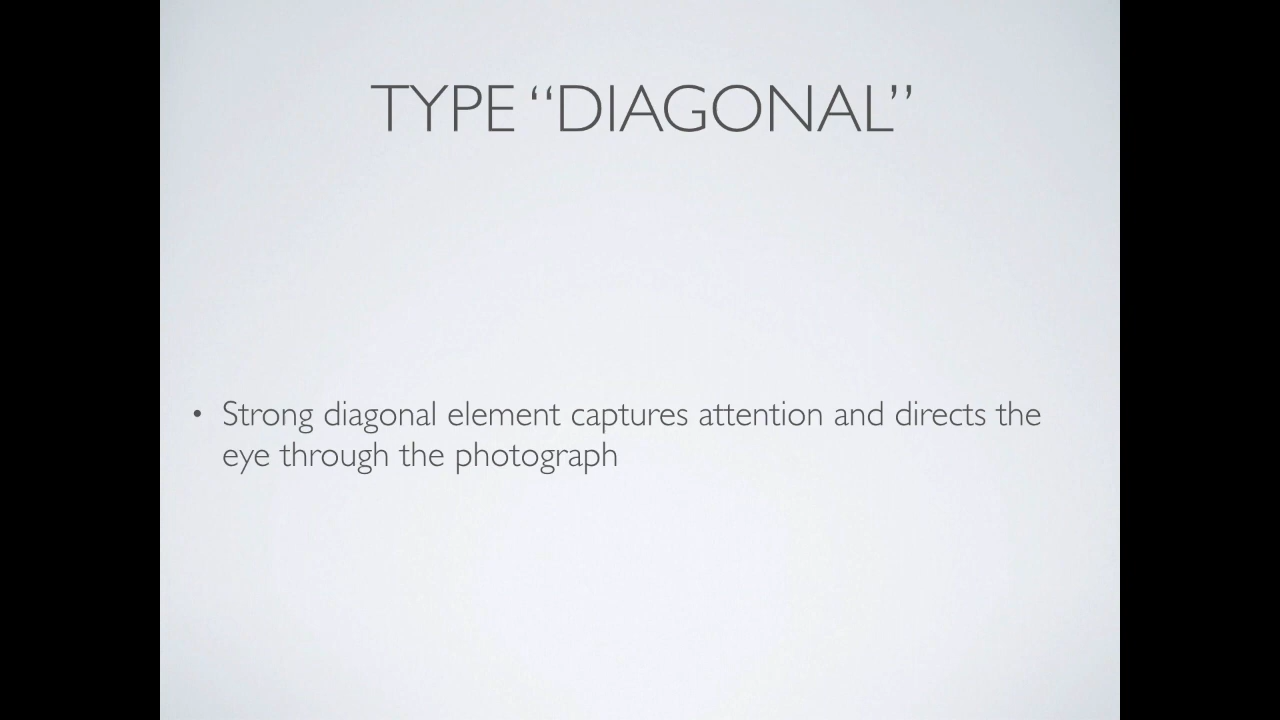 TYPE “DIAGONAL”
• Strong diagonal element captures attention and directs the
eye through the photograph